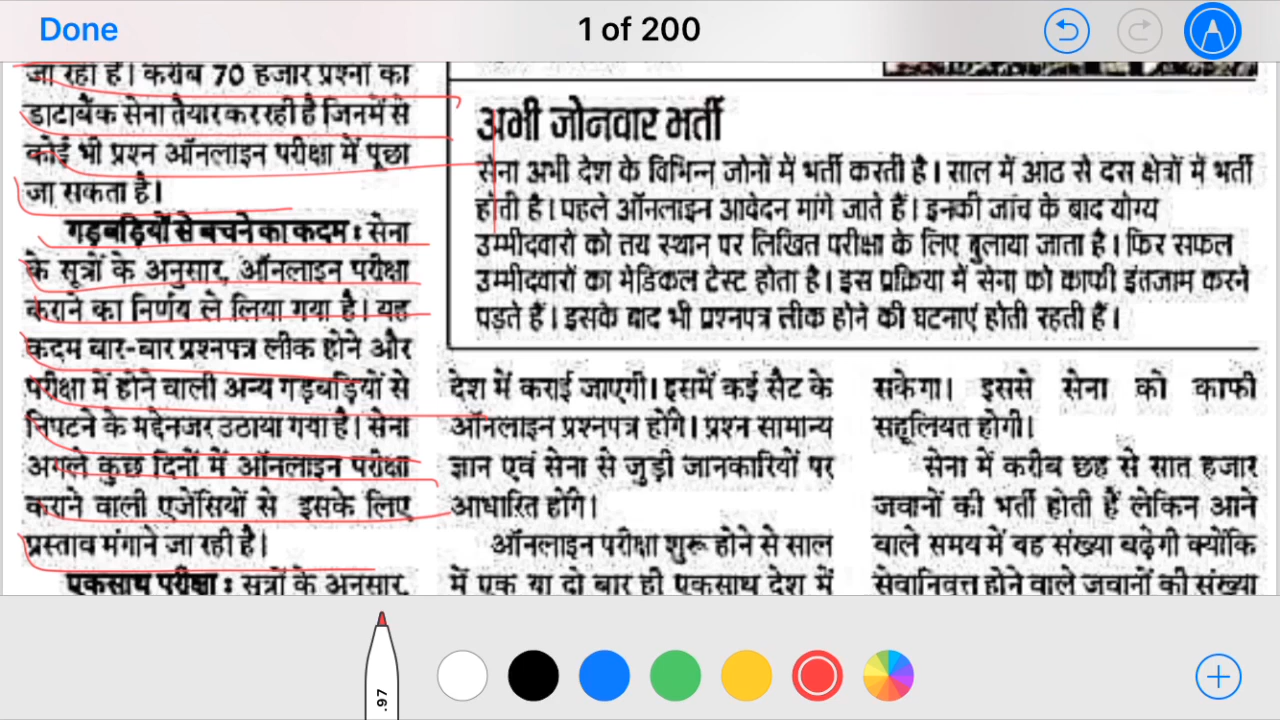 Done
1 of 200
जा रही है। करीब 70 हजार प्रश्नों का
डाटाबैंक सेना तैयार कर रही है जिनमें से
कोई भी प्रश्न ऑनलाइन परीक्षा में पूछा
जा सकता है।
गड़बड़ियों से बचने का कदम : सेना
के सूत्रों के अनुसार, ऑनलाइन परीक्षा
कराने का निर्णय ले लिया गया है। यह
कदम बार-बार प्रश्नपत्र लीक होने और
परीक्षा में होने वाली अन्य गड़बड़ियों से
निपटने के मद्देनजर उठाया गया है। सेना
अगले कुछ दिनों में ऑनलाइन परीक्षा
कराने वाली एजेंसियों से इसके लिए
प्रस्ताव मंगाने जा रही है।
एकसाथ परीक्षा : सूत्रों के अनुसार,
अभी जोनवार भर्ती
सेना अभी देश के विभिन्न जोनों में भर्ती करती है। साल में आठ से दस क्षेत्रों में भर्ती
होती है। पहले ऑनलाइन आवेदन मांगे जाते हैं। इनकी जांच के बाद योग्य
उम्मीदवारों को तय स्थान पर लिखित परीक्षा के लिए बुलाया जाता है। फिर सफल
उम्मीदवारों का मेडिकल टेस्ट होता है। इस प्रक्रिया में सेना को काफी इंतजाम करने
पड़ते हैं। इसके बाद भी प्रश्नपत्र लीक होने की घटनाएं होती रहती हैं।
देश में कराई जाएगी। इसमें कई सैट के
ऑनलाइन प्रश्नपत्र होंगे। प्रश्न सामान्य
ज्ञान एवं सेना से जुड़ी जानकारियों पर
आधारित होंगे।
ऑनलाइन परीक्षा शुरू होने से साल
में एक या दो बार ही एकसाथ देश में
सकेगा। इससे सेना को काफी
सहूलियत होगी।
सेना में करीब छह से सात हजार
जवानों की भर्ती होती हैं लेकिन आने
वाले समय में वह संख्या बढ़ेगी क्योंकि
सेवानिवृत्त होने वाले जवानों की संख्या
.97